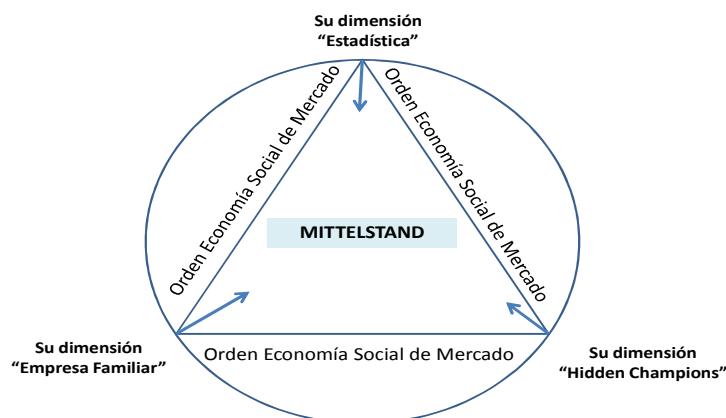 Su dimensión
“Estadística”
Orden Economía Social de Mercado
Orden Economía Social de Mercado
MITTELSTAND
Su dimensión
“Empresa Familiar”
Orden Economía Social de Mercado
Su dimensión
“Hidden Champions”